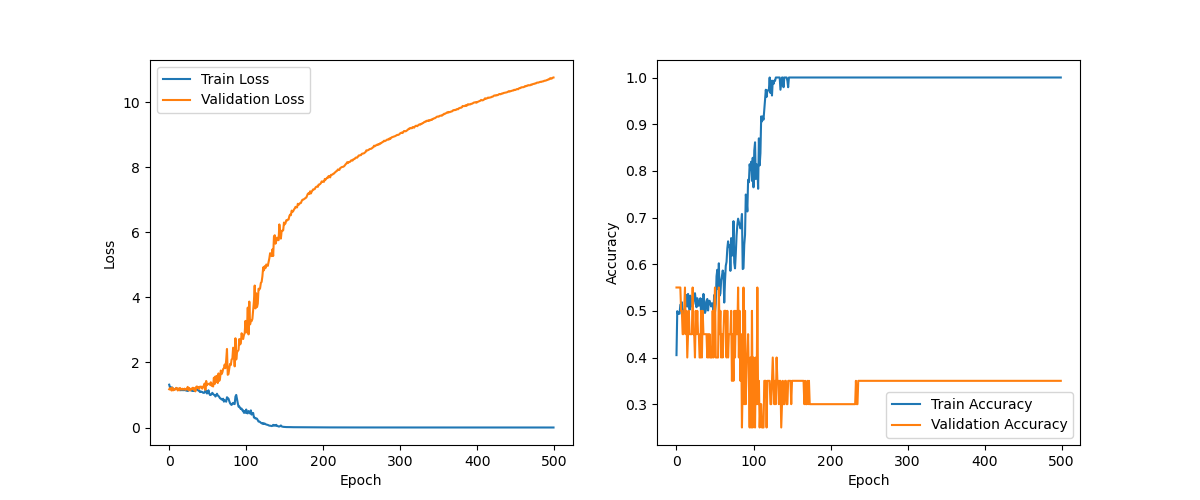 Train Loss
Validation Loss
10
8
6
4
2
0
Loss
0 100 200 300 400 500
Epoch
1.0
0.9
0.8
0.7
0.6
0.5
0.4
0.3
Accuracy
Train Accuracy
Validation Accuracy
0 100 200 300 400 500
Epoch